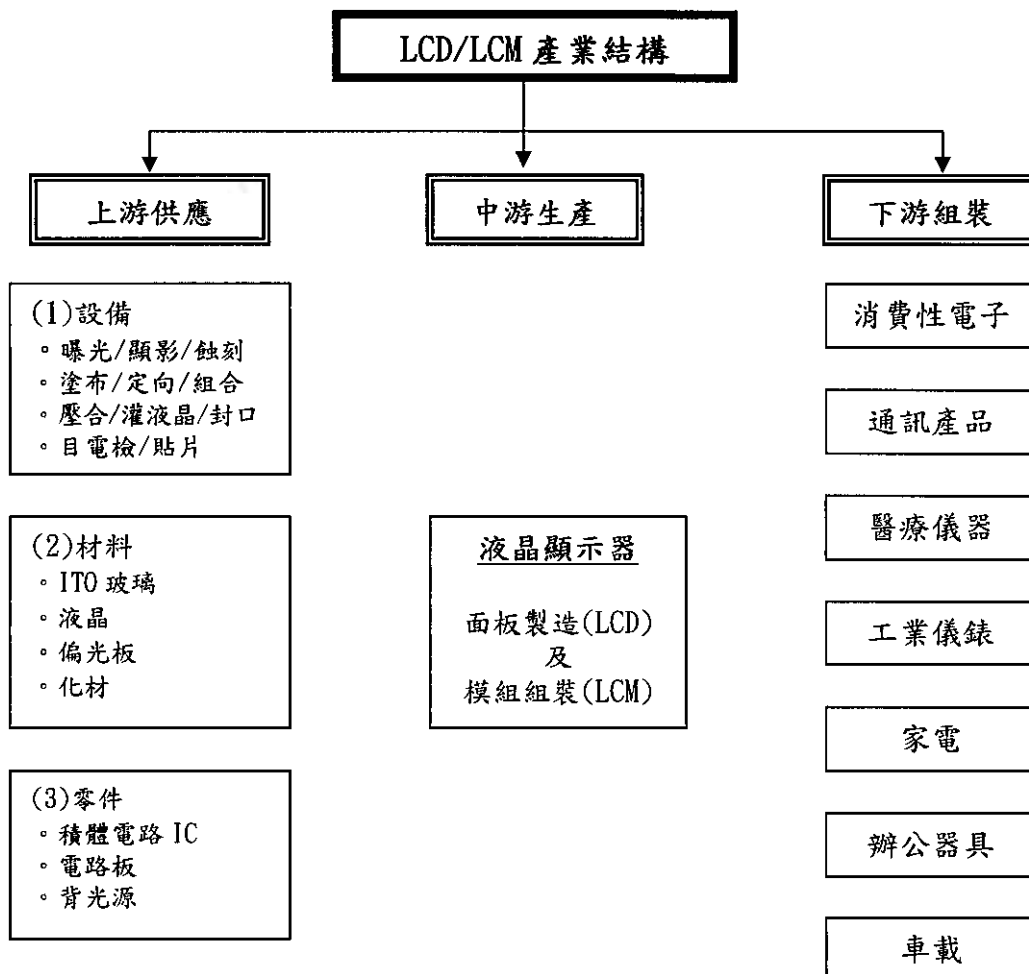 LCD/LCM 產業結構
上游供應
中游生產
下游組裝
(1)設備
。曝光/顯影/蝕刻
。塗布/定向/組合
。壓合/灌液晶/封口
。目電檢/貼片
(2)材料
。ITO 玻璃
。液晶
。偏光板
。化材
(3)零件
。積體電路 IC
。電路板
。背光源
液晶顯示器
面板製造(LCD)
及
模組組裝(LCM)
消費性電子
通訊產品
醫療儀器
工業儀錶
家電
辦公器具
車載